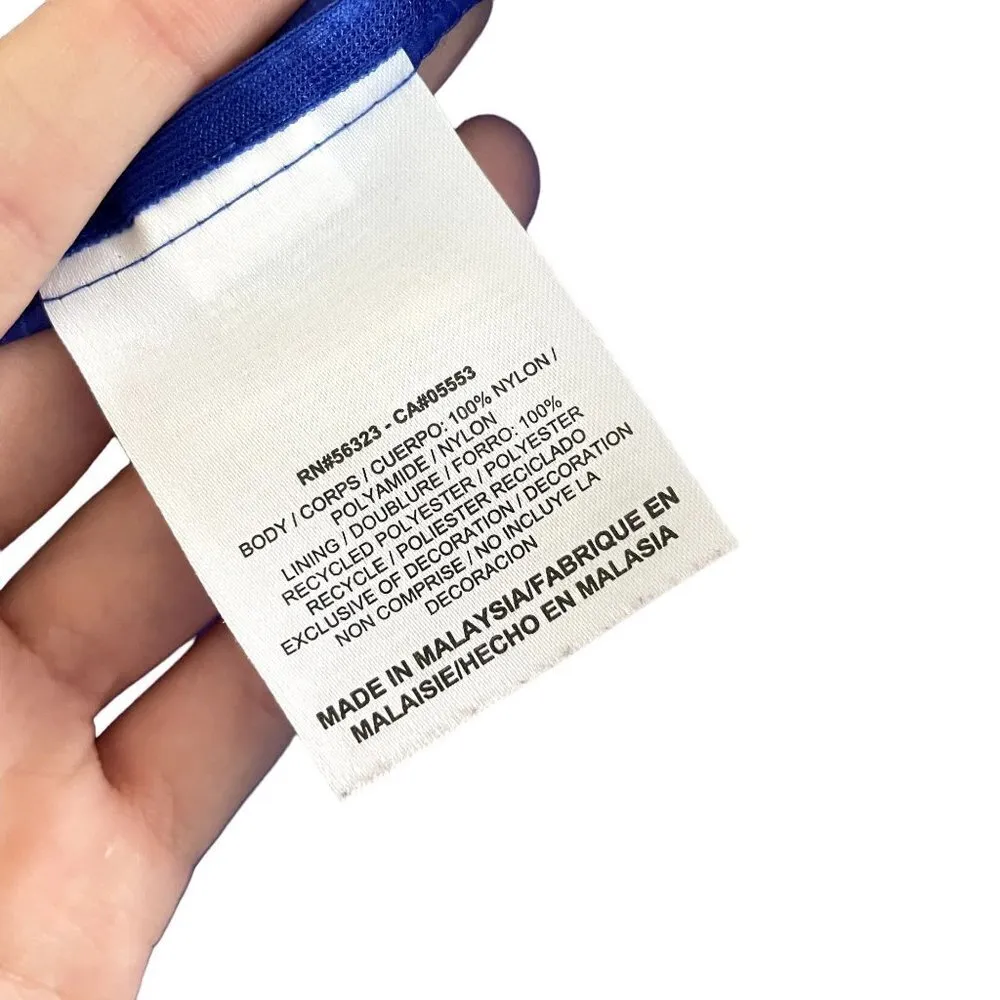 RN#56323 - CA#05553
BODY / CORPS / CUERPO: 100% NYLON /
POLYAMIDE / NYLON
LINING / DOUBLURE / FORRO: 100%
RECYCLED POLYESTER / POLYESTER
RECYCLE / POLIESTER RECICLADO
EXCLUSIVE OF DECORATION / DECORATION
NON COMPRISE / NO INCLUYE LA
DECORACION
MADE IN MALAYSIA/FABRIQUE EN
MALAISIE/HECHO EN MALASIA